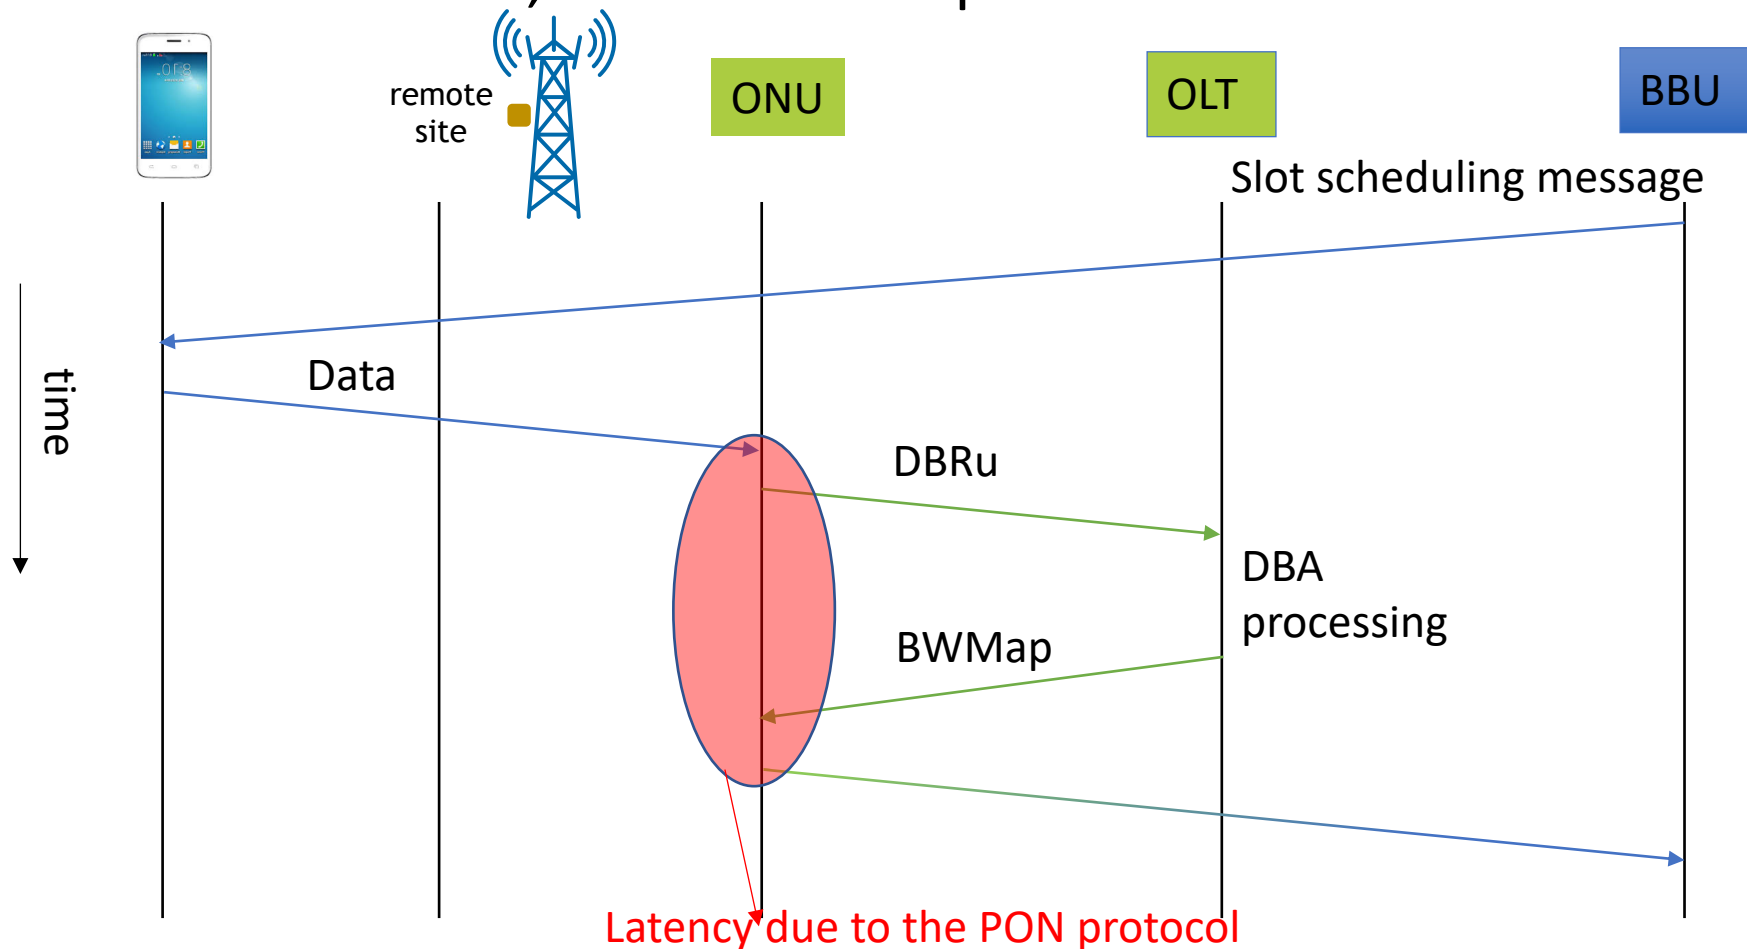 remote
site
ONU
OLT
BBU
Slot scheduling message
Data
time
DBRu
DBA
processing
BWMap
Latency due to the PON protocol